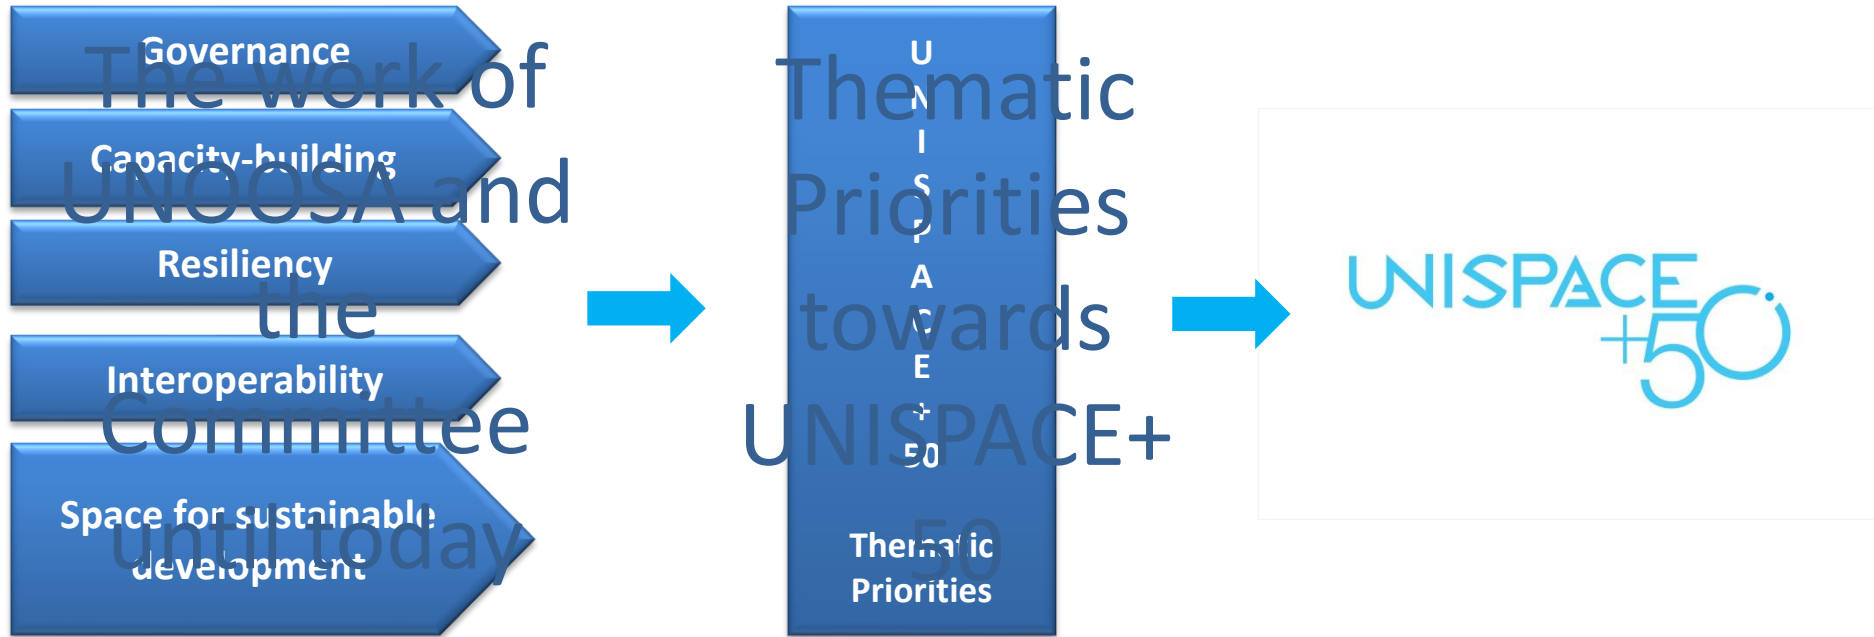 Governance
Capacity-building
Resiliency
Interoperability
Space for sustainable
development
The work of
UNOOSA and
the
Committee
until today
U
N
I
S
P
A
C
E
+
50
Thematic
Priorities
Thematic
Priorities
towards
UNISPACE+
50
UNISPACE
+50